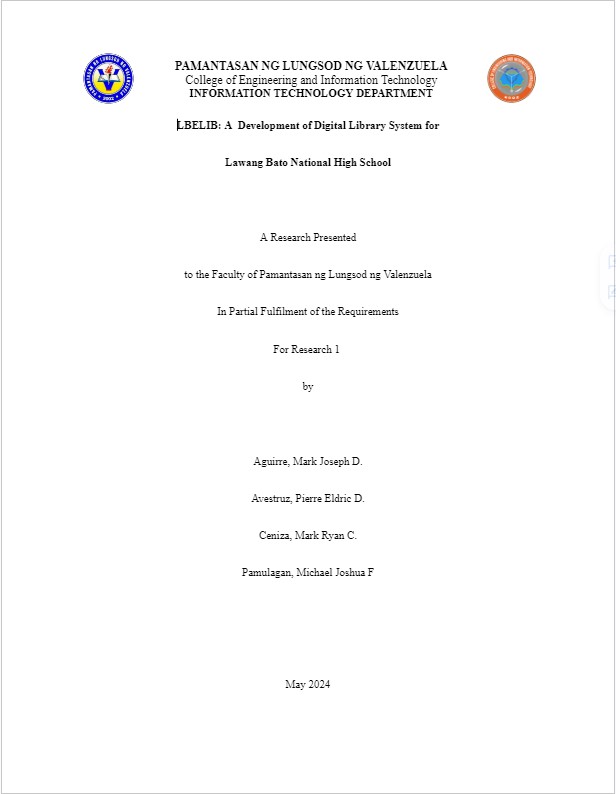 PAMANTASAN NG LUNGSOD NG VALENZUELA
College of Engineering and Information Technology
INFORMATION TECHNOLOGY DEPARTMENT
LBELIB: A  Development of Digital Library System for
Lawang Bato National High School
A Research Presented
to the Faculty of Pamantasan ng Lungsod ng Valenzuela
In Partial Fulfilment of the Requirements
For Research 1
by
Aguirre, Mark Joseph D.
Avestruz, Pierre Eldric D.
Ceniza, Mark Ryan C.
Pamulagan, Michael Joshua F
May 2024